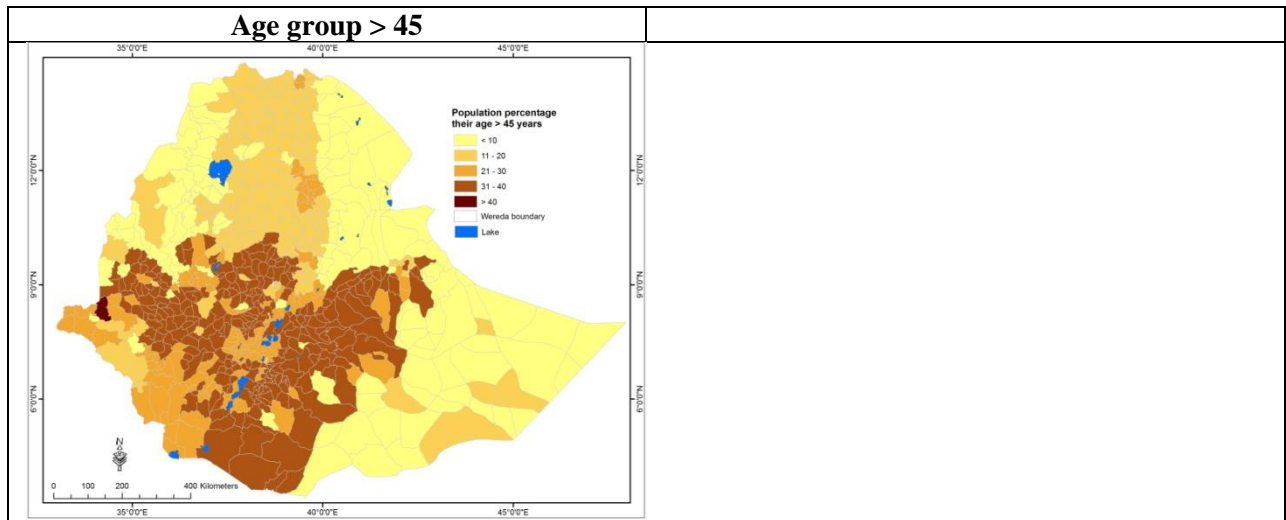 Age group > 45
35°0'0"E 40°0'0"E 45°0'0"E
Population percentage
their age > 45 years
< 10
11 - 20
21 - 30
31 - 40
> 40
Wereda boundary
Lake
12°0'0"N 12°0'0"N
9°0'0"N 9°0'0"N
6°0'0"N 6°0'0"N
N
0 100 200 400 Kilometers
35°0'0"E 40°0'0"E 45°0'0"E